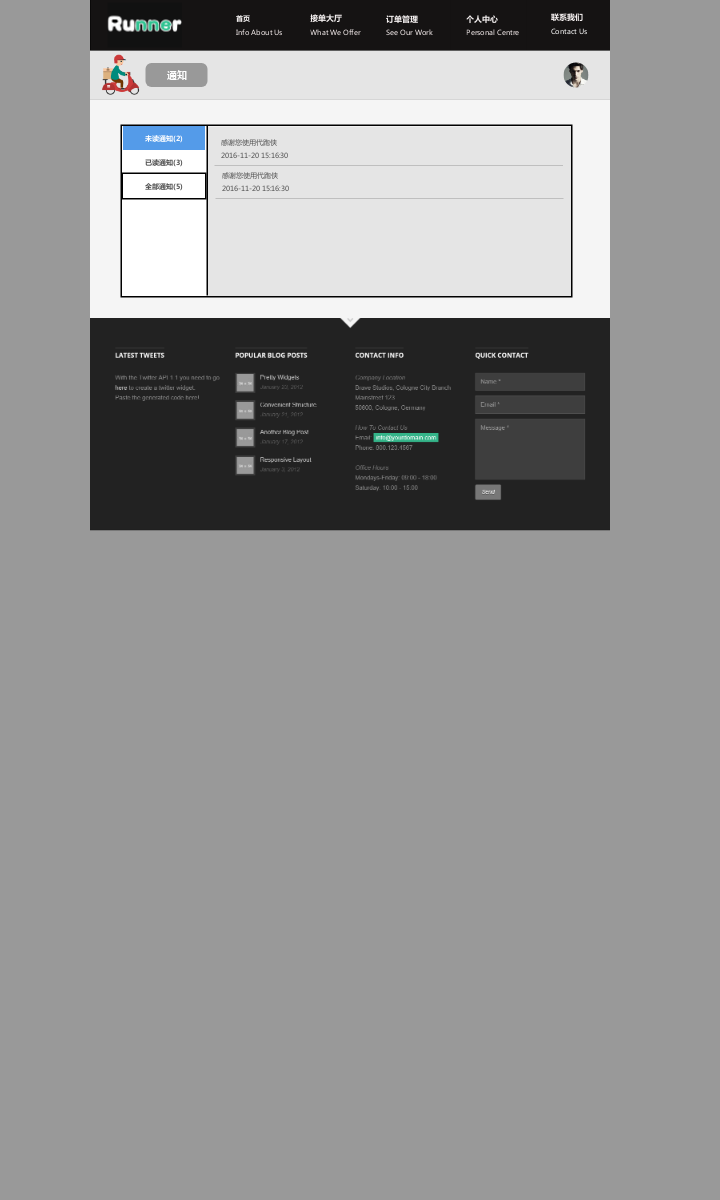 Runner
首页
Info About Us
接单大厅
What We Offer
订单管理
See Our Work
个人中心
Personal Centre
联系我们
Contact Us
通知
未读通知(2)
已读通知(3)
全部通知(5)
感谢您使用代跑快
2016-11-20 15:16:30
感谢您使用代跑快
2016-11-20 15:16:30
LATEST TWEETS
With the Twitter API 1.1 you need to go
here to create a twitter widget.
Paste the generated code here!
POPULAR BLOG POSTS
Pretty Widgets
January 22, 2012
Convenient Structure
January 21, 2012
Another Blog Post
January 17, 2012
Responsive Layout
January 3, 2012
CONTACT INFO
Company Location
Brave Studios, Cologne City Branch
Mainstreet 123
50900, Cologne, Germany
How To Contact Us
Email: info@yourdomain.com
Phone: 000.123.4567
Office Hours
Mondays-Friday: 09:00 - 18:00
Saturday: 10:00 - 15:00
QUICK CONTACT
Name *
Email *
Message *
Send